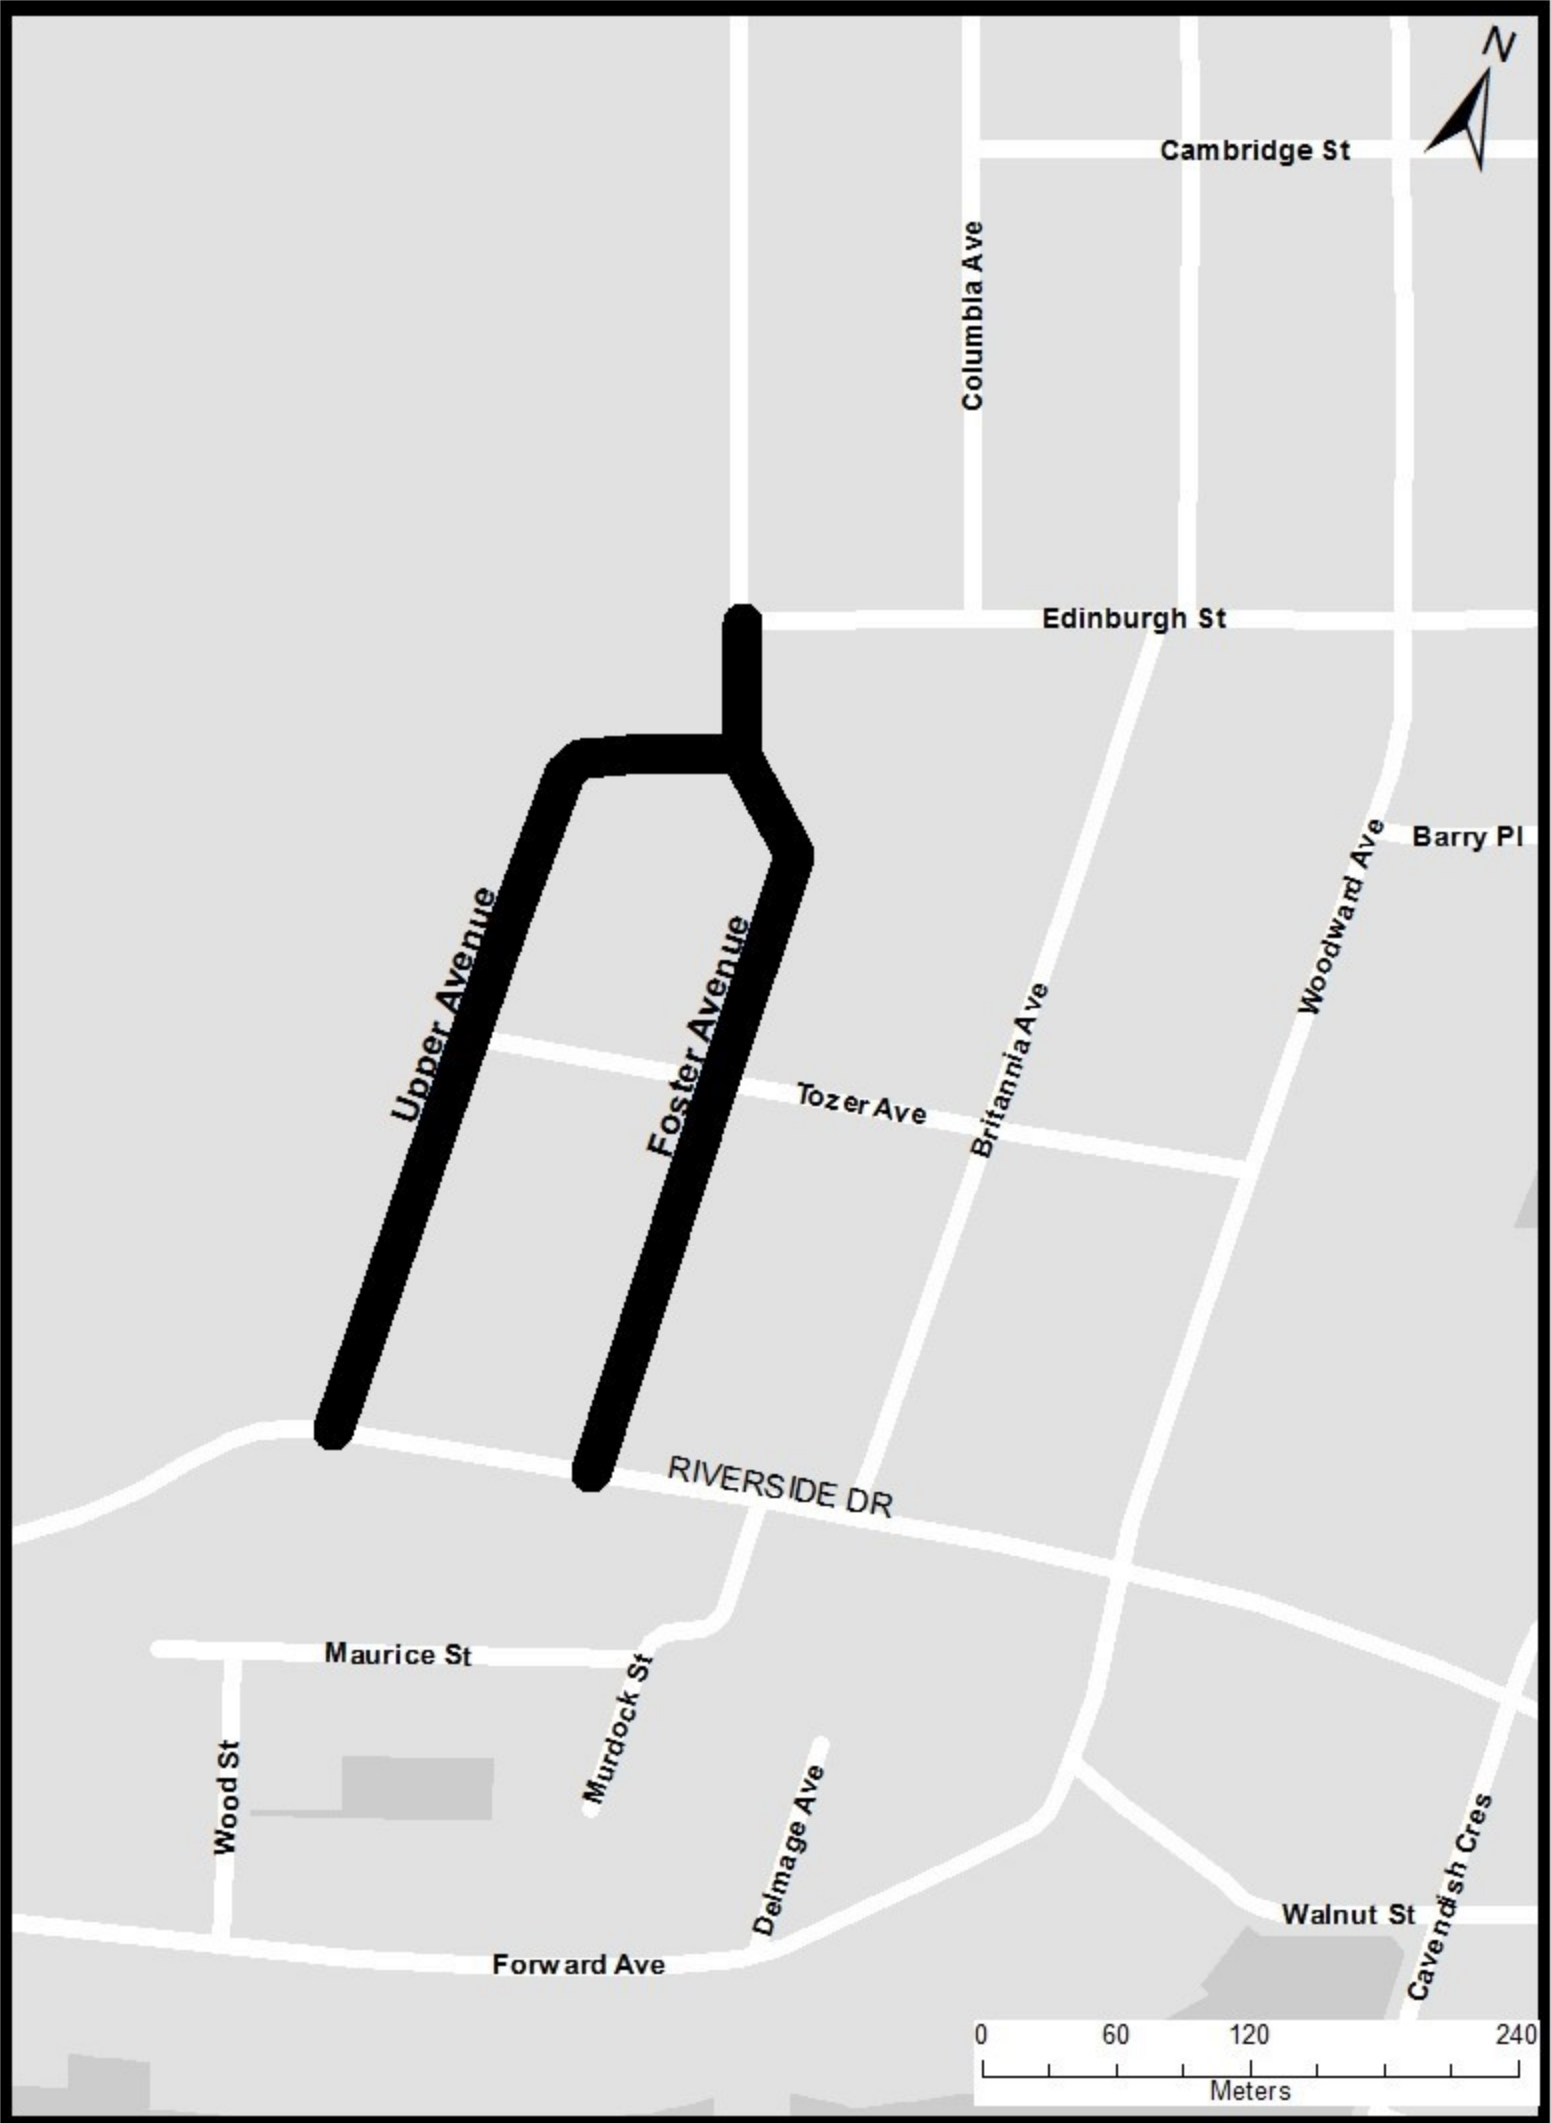 N
Cambridge St
Columbia Ave
Edinburgh St
Barry Pl
Woodward Ave
Upper Avenue
Foster Avenue
Britannia Ave
Tozer Ave
RIVERSIDE DR
Maurice St
Murdock St
Wood St
Delmage Ave
Cavendish Cres
Walnut St
Forward Ave
0 60 120 240
Meters